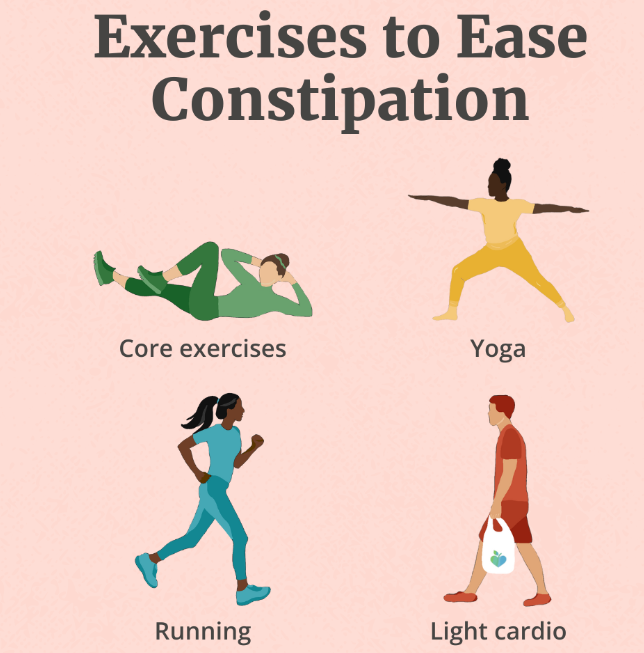 Exercises to Ease
Constipation
Core exercises
Yoga
Running
Light cardio